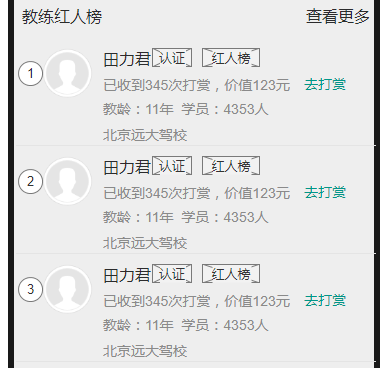 教练红人榜 查看更多
1 田力君 认证 红人榜
已收到345次打赏，价值123元 去打赏
教龄：11年 学员：4353人
北京远大驾校
2 田力君 认证 红人榜
已收到345次打赏，价值123元 去打赏
教龄：11年 学员：4353人
北京远大驾校
3 田力君 认证 红人榜
已收到345次打赏，价值123元 去打赏
教龄：11年 学员：4353人
北京远大驾校